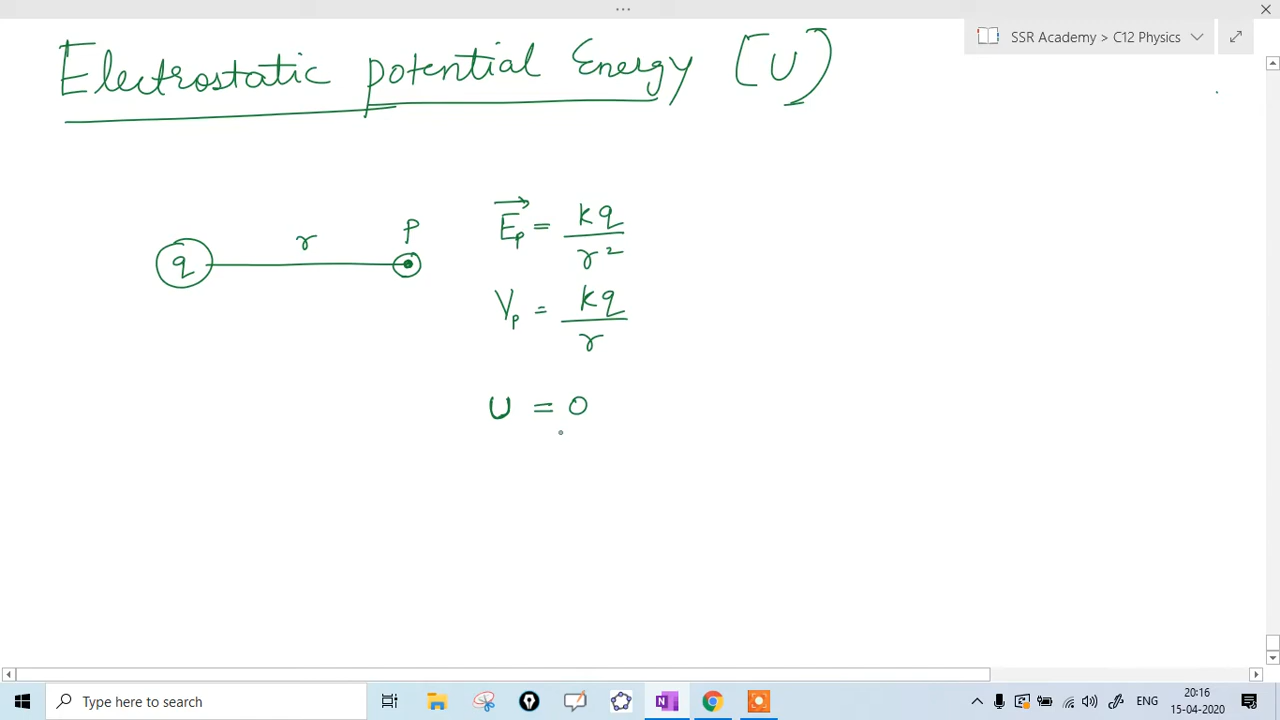 SSR Academy > C12 Physics
Electrostatic potential Energy [U]
q r P
E⃗p = kq / r²
Vp = kq / r
U = 0
Type here to search
N
20:16
15-04-2020